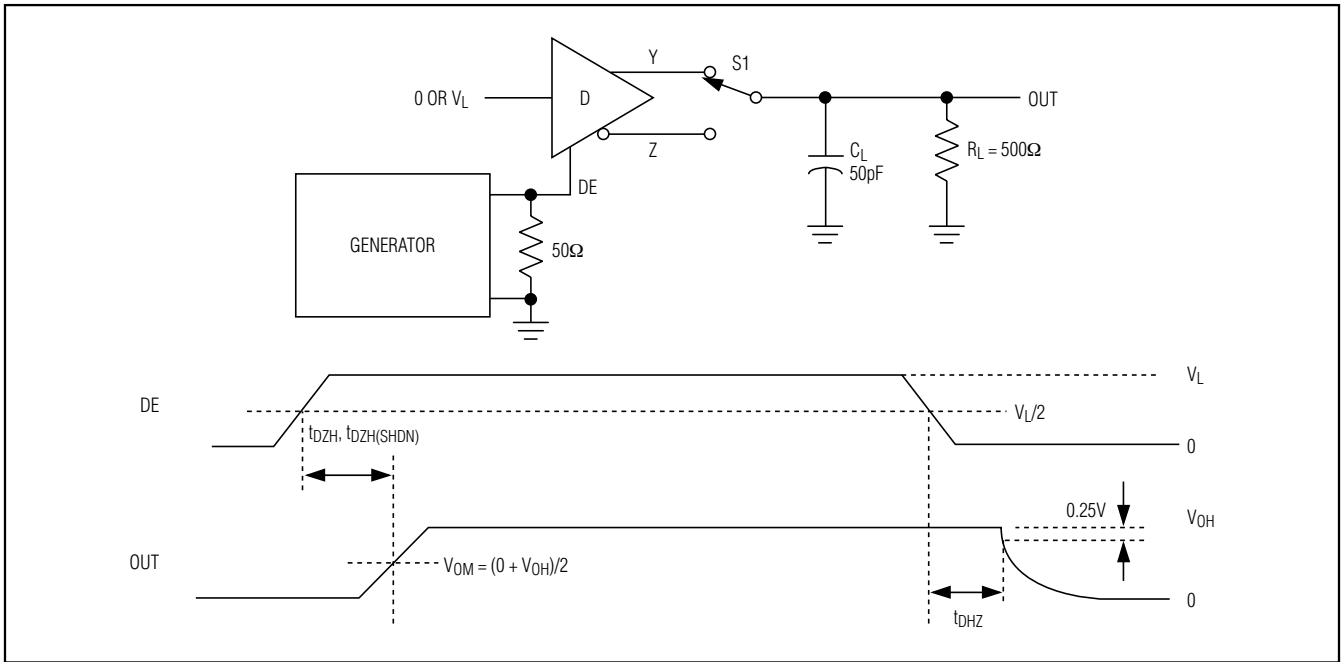 Y
S1
0 OR VL
D
OUT
Z
CL
50pF
RL = 500Ω
DE
GENERATOR
50Ω
VL
DE
VL/2
tDZH, tDZH(SHDN)
0
0.25V
VOH
OUT
VOM = (0 + VOH)/2
0
tDHZ